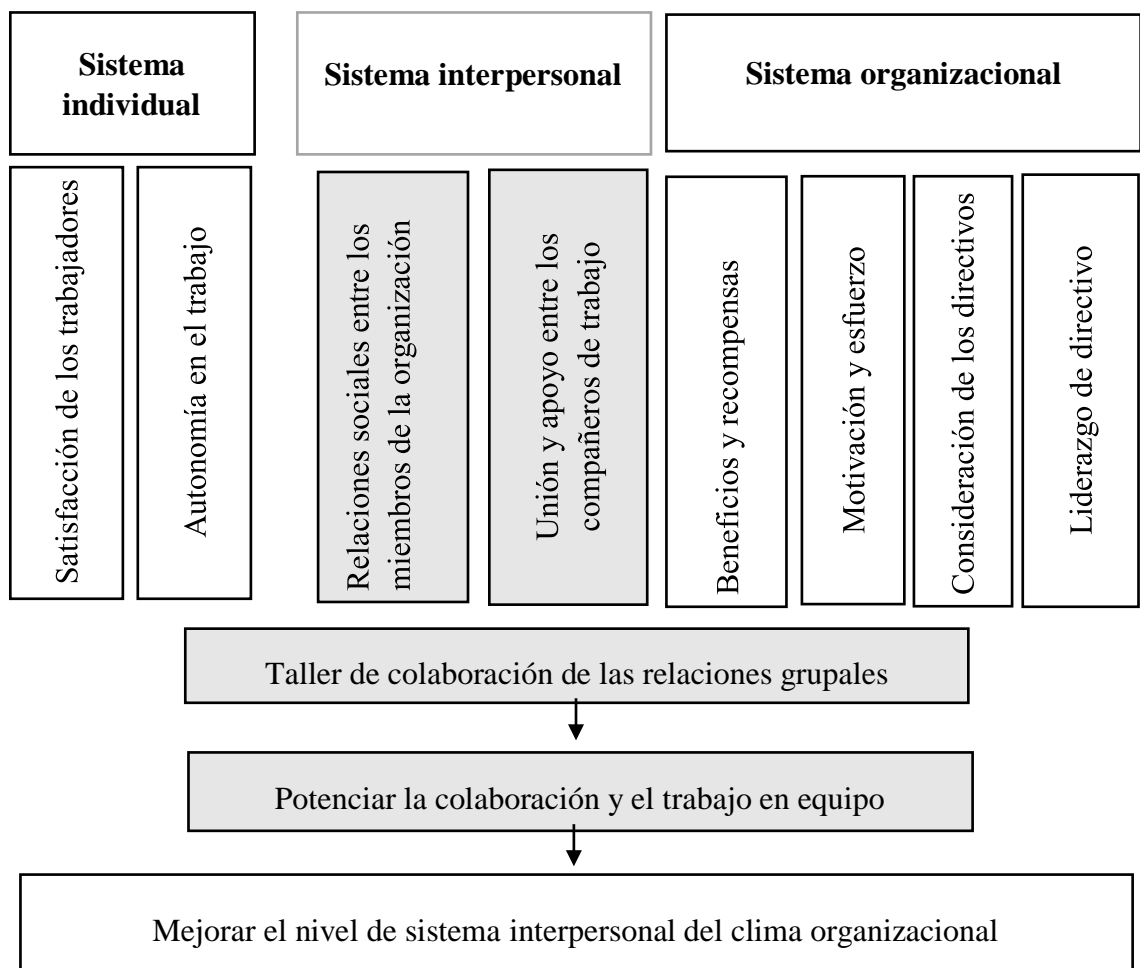 Sistema
individual
Sistema interpersonal
Sistema organizacional
Satisfacción de los trabajadores
Autonomía en el trabajo
Relaciones sociales entre los
miembros de la organización
Unión y apoyo entre los
compañeros de trabajo
Beneficios y recompensas
Motivación y esfuerzo
Consideración de los directivos
Liderazgo de directivo
Taller de colaboración de las relaciones grupales
Potenciar la colaboración y el trabajo en equipo
Mejorar el nivel de sistema interpersonal del clima organizacional